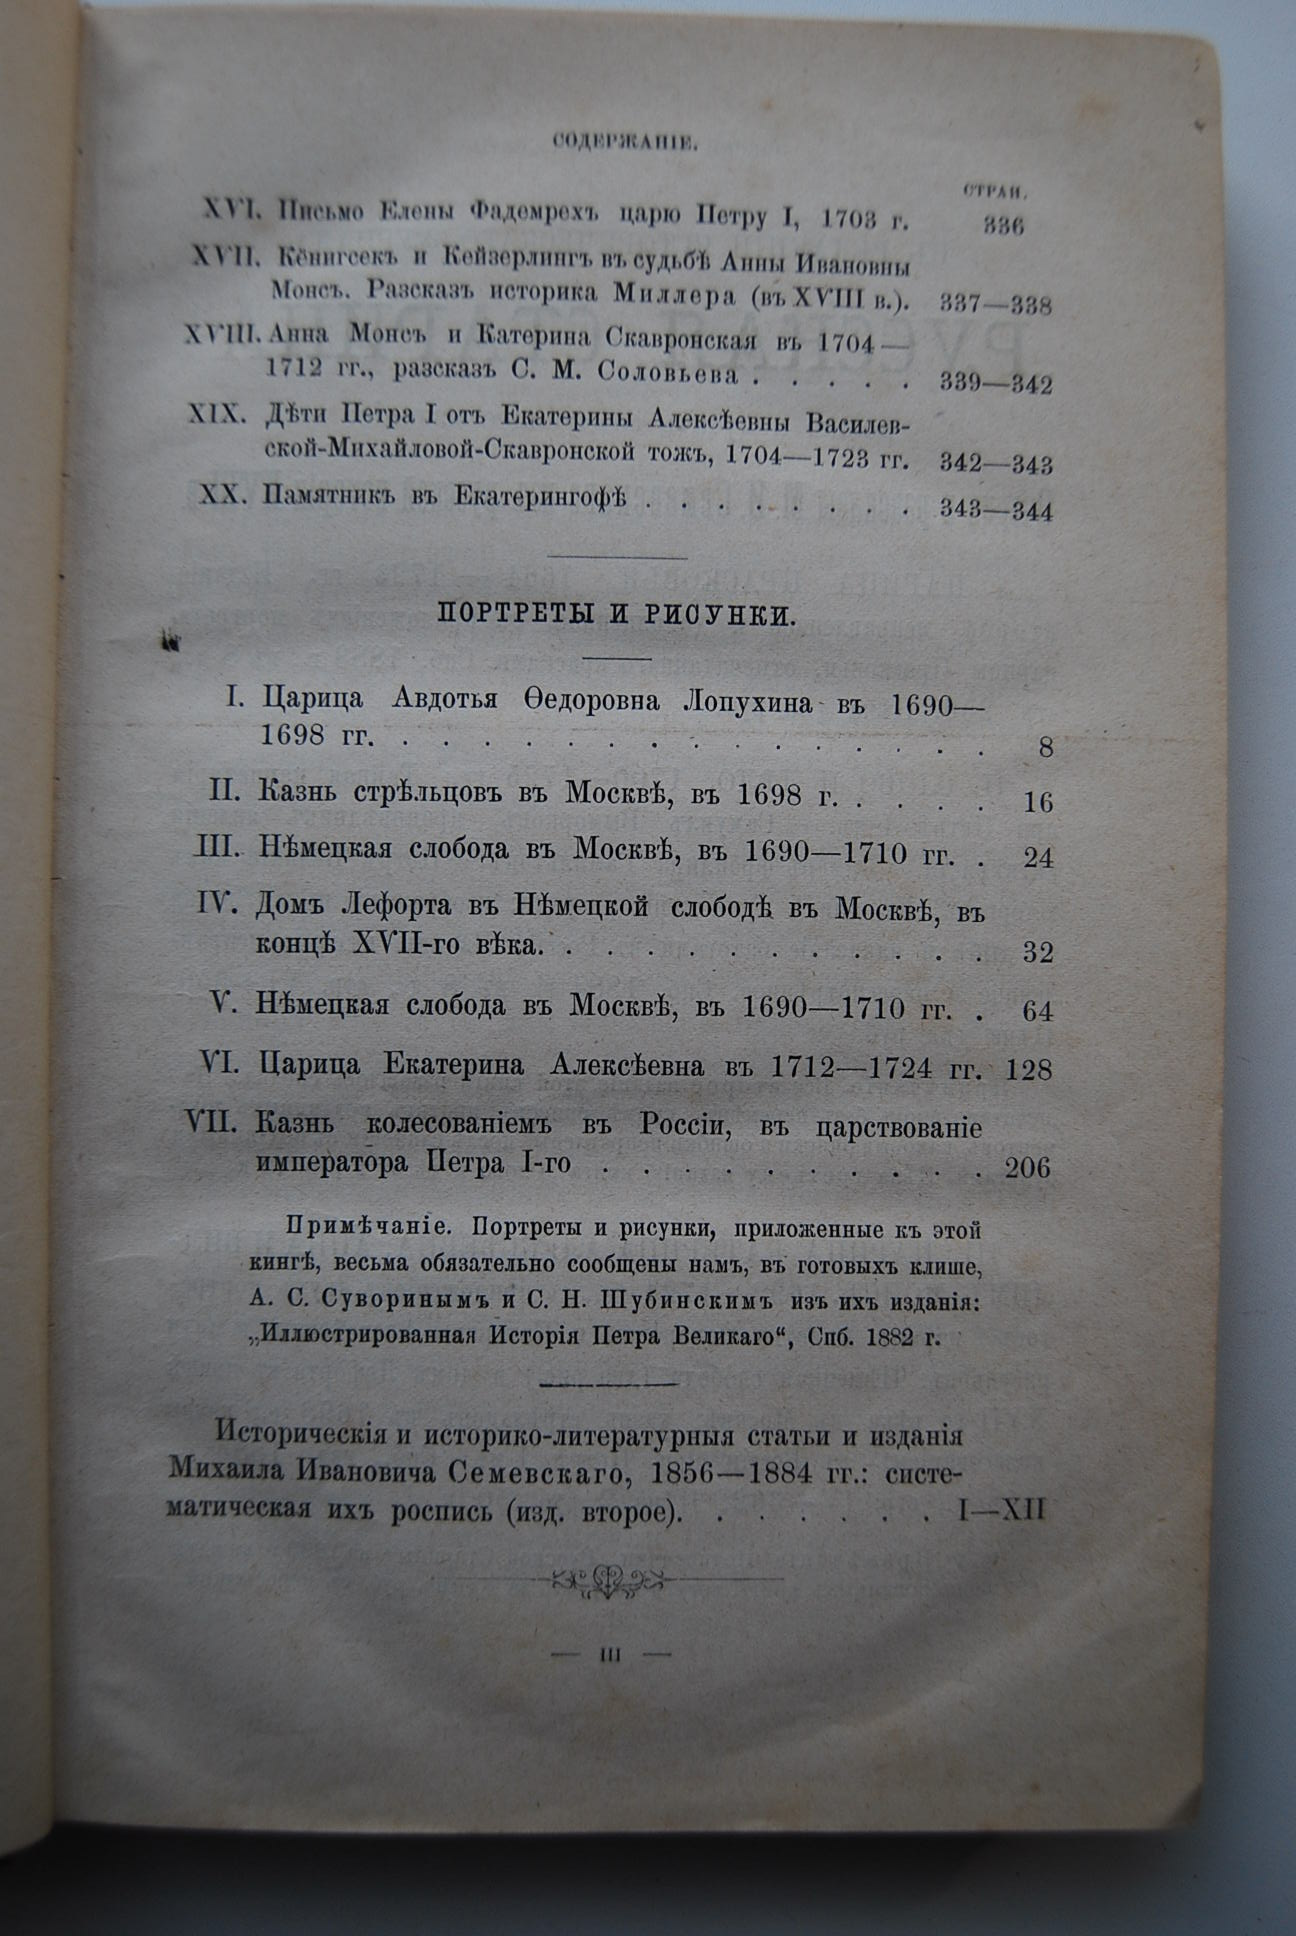 СОДЕРЖАНІЕ.
СТРАН.
XVI. Письмо Елены Фадемрехъ царю Петру I, 1703 г. 336
XVII. Кёнигсекъ и Кейзерлингъ въ судьбѣ Анны Ивановны
Монсъ. Разсказъ историка Миллера (въ XVIII в.). 337—338
XVIII. Анна Монсъ и Катерина Скавронская въ 1704—
1712 гг., разсказъ С. М. Соловьева . . . . . 339—342
XIX. Дѣти Петра I отъ Екатерины Алексѣевны Василев-
ской-Михайловой-Скавронской тожъ, 1704—1723 гг. 342—343
XX. Памятникъ въ Екатерингофѣ . . . . . . . . 343—344
ПОРТРЕТЫ И РИСУНКИ.
I. Царица Авдотья Ѳедоровна Лопухина въ 1690—
1698 гг. . . . . . . . . . . . . . . . 8
II. Казнь стрѣльцовъ въ Москвѣ, въ 1698 г. . . . . 16
III. Нѣмецкая слобода въ Москвѣ, въ 1690—1710 гг. . 24
IV. Домъ Лефорта въ Нѣмецкой слободѣ въ Москвѣ, въ
концѣ XVII-го вѣка. . . . . . . . . . . . 32
V. Нѣмецкая слобода въ Москвѣ, въ 1690—1710 гг. . 64
VI. Царица Екатерина Алексѣевна въ 1712—1724 гг. 128
VII. Казнь колесованіемъ въ Россіи, въ царствованіе
императора Петра I-го . . . . . . . . . . 206
Примѣчаніе. Портреты и рисунки, приложенные къ этой
кингѣ, весьма обязательно сообщены намъ, въ готовыхъ клише,
А. С. Суворинымъ и С. Н. Шубинскимъ изъ ихъ изданія:
„Иллюстрированная Исторія Петра Великаго“, Спб. 1882 г.
Историческія и историко-литературныя статьи и изданія
Михаила Ивановича Семевскаго, 1856—1884 гг.: систе-
матическая ихъ роспись (изд. второе). . . . . . . I—XII
— III —